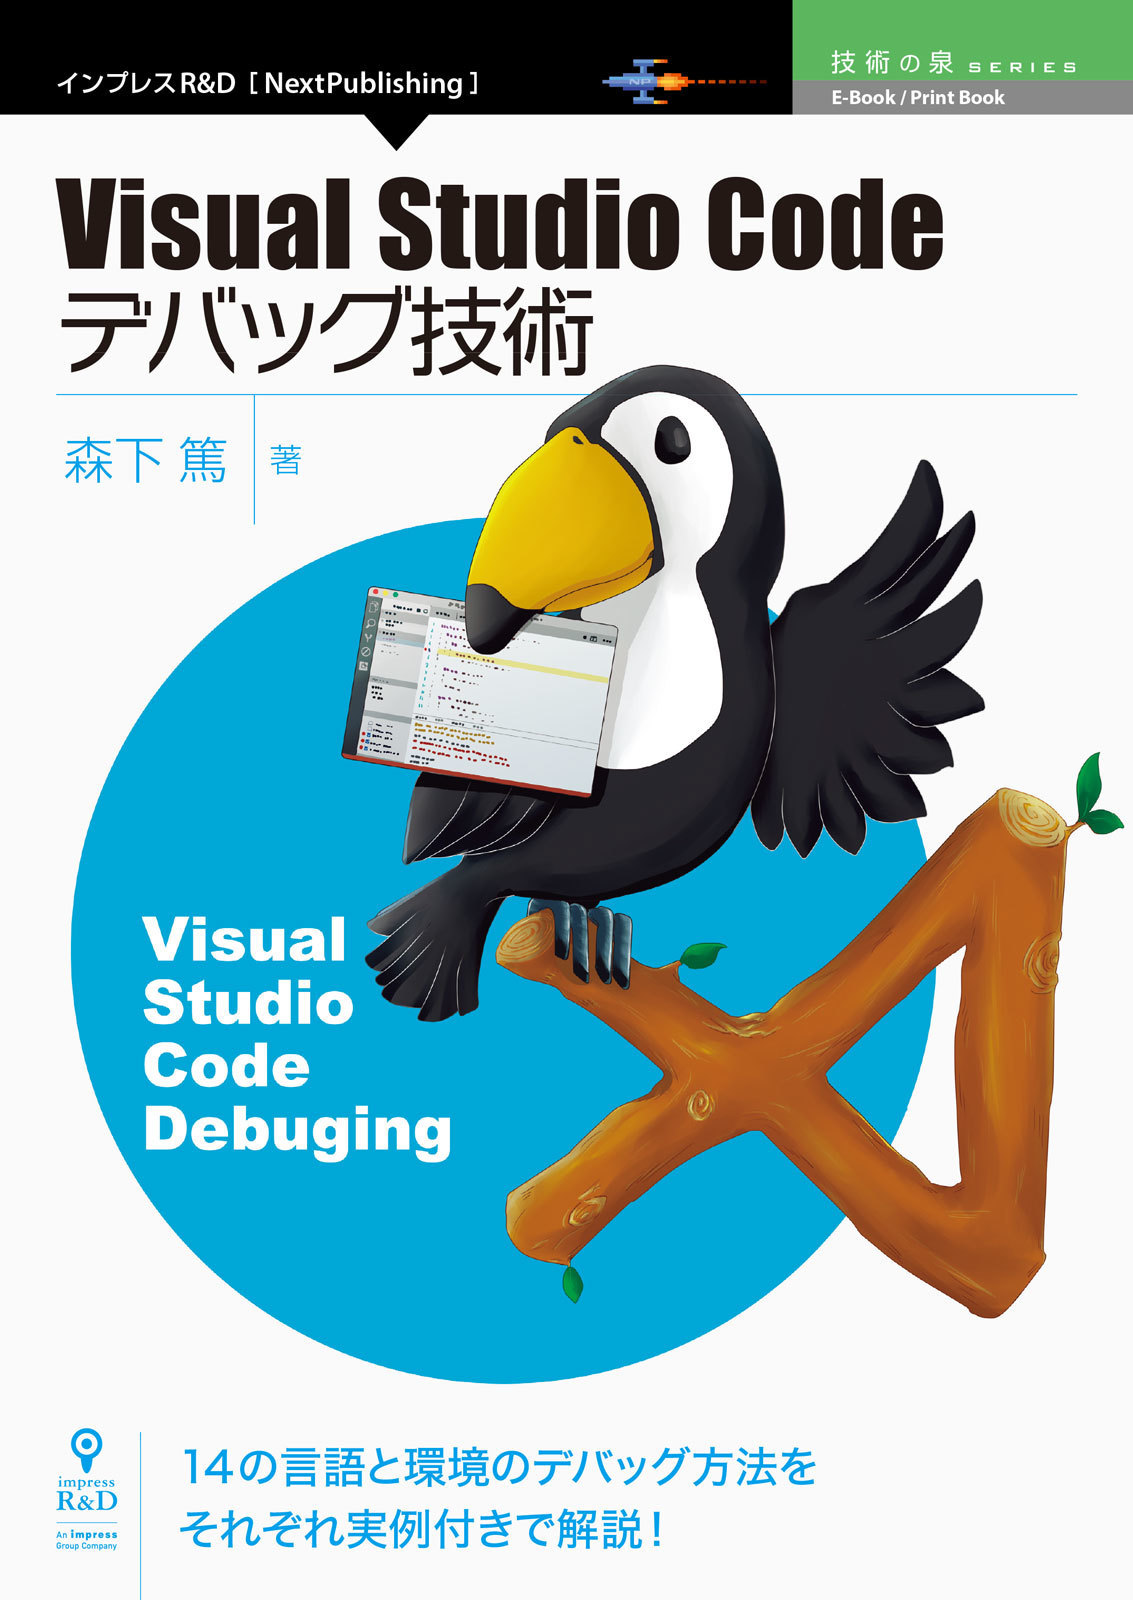 インプレスR&D [ NextPublishing ]
NP
技術の泉 SERIES
E-Book / Print Book
Visual Studio Code
デバッグ技術
森下 篤 著
Visual
Studio
Code
Debuging
14の言語と環境のデバッグ方法を
それぞれ実例付きで解説！
impress
R&D
An impress
Group Company